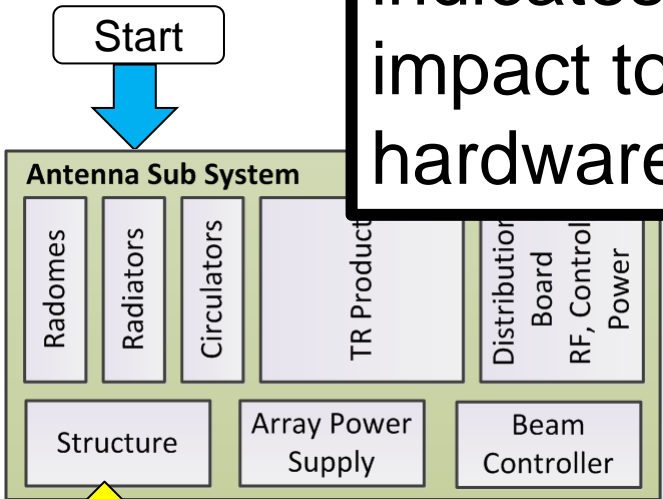 Start
indicates
impact to
hardware
Antenna Sub System
Radomes
Radiators
Circulators
TR Product
Distribution
Board
RF, Control
Power
Structure
Array Power
Supply
Beam
Controller